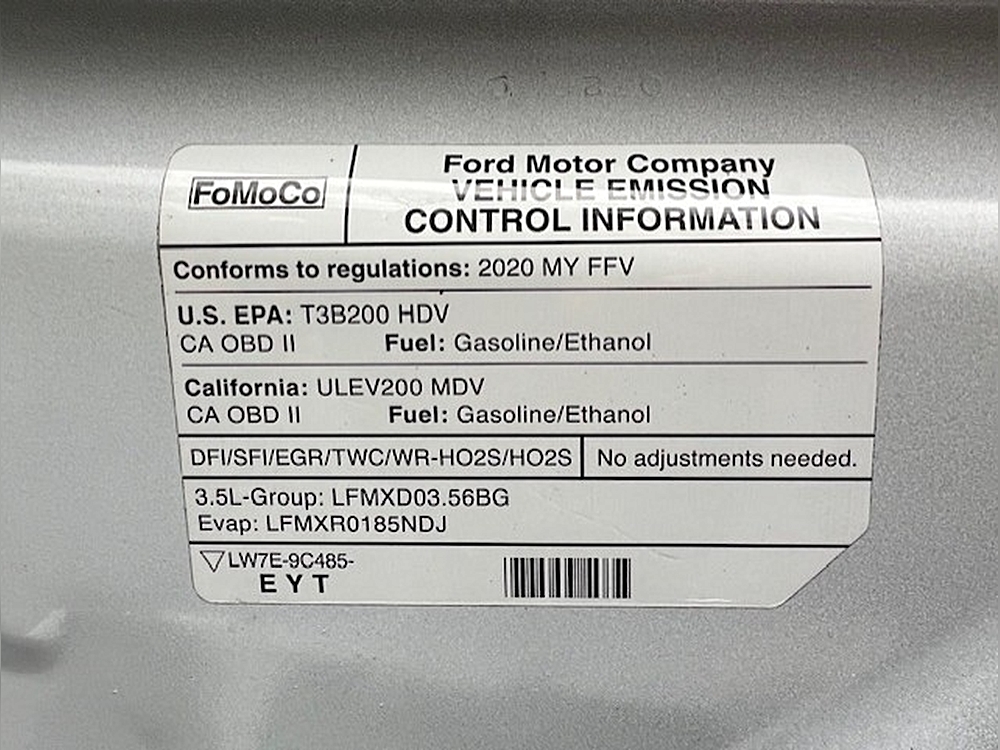 FoMoCo
Ford Motor Company
VEHICLE EMISSION
CONTROL INFORMATION
Conforms to regulations: 2020 MY FFV
U.S. EPA: T3B200 HDV
CA OBD II Fuel: Gasoline/Ethanol
California: ULEV200 MDV
CA OBD II Fuel: Gasoline/Ethanol
DFI/SFI/EGR/TWC/WR-HO2S/HO2S No adjustments needed.
3.5L-Group: LFMXD03.56BG
Evap: LFMXR0185NDJ
LW7E-9C485-
E Y T